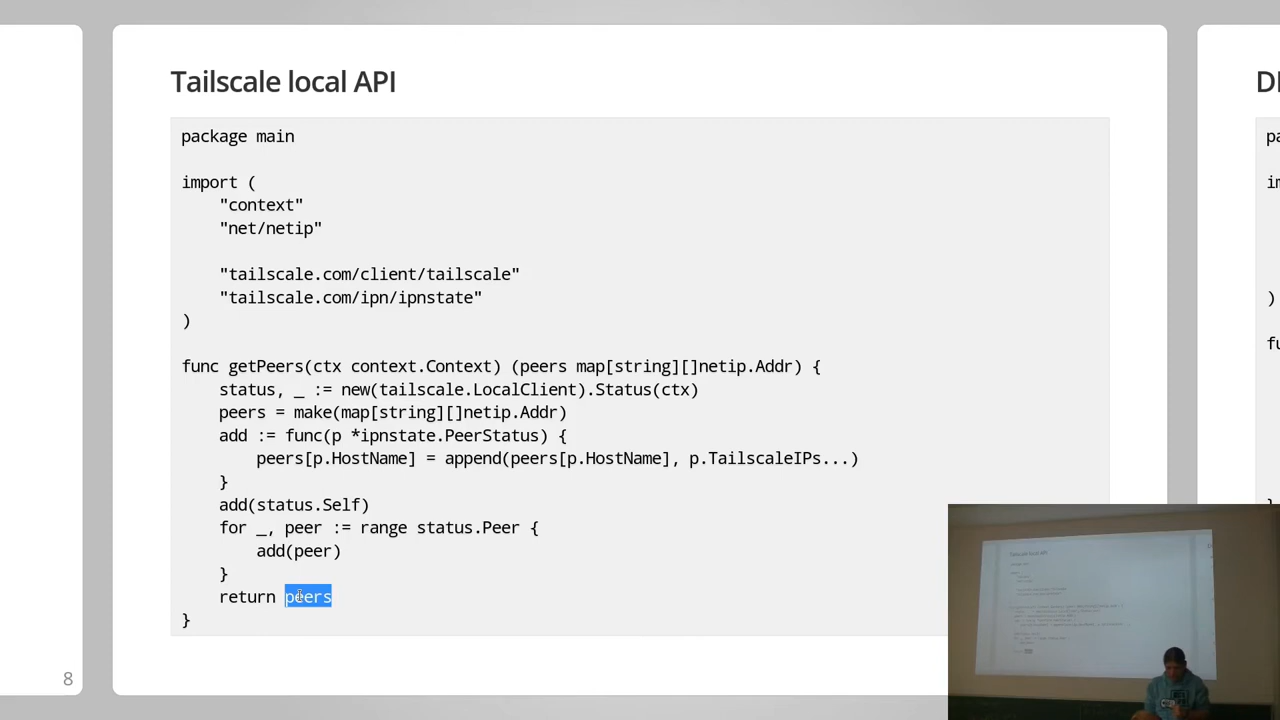 Tailscale local API
package main
import (
"context"
"net/netip"
"tailscale.com/client/tailscale"
"tailscale.com/ipn/ipnstate"
)
func getPeers(ctx context.Context) (peers map[string][]netip.Addr) {
status, _ := new(tailscale.LocalClient).Status(ctx)
peers = make(map[string][]netip.Addr)
add := func(p *ipnstate.PeerStatus) {
peers[p.HostName] = append(peers[p.HostName], p.TailscaleIPs...)
}
add(status.Self)
for _, peer := range status.Peer {
add(peer)
}
return peers
}
8